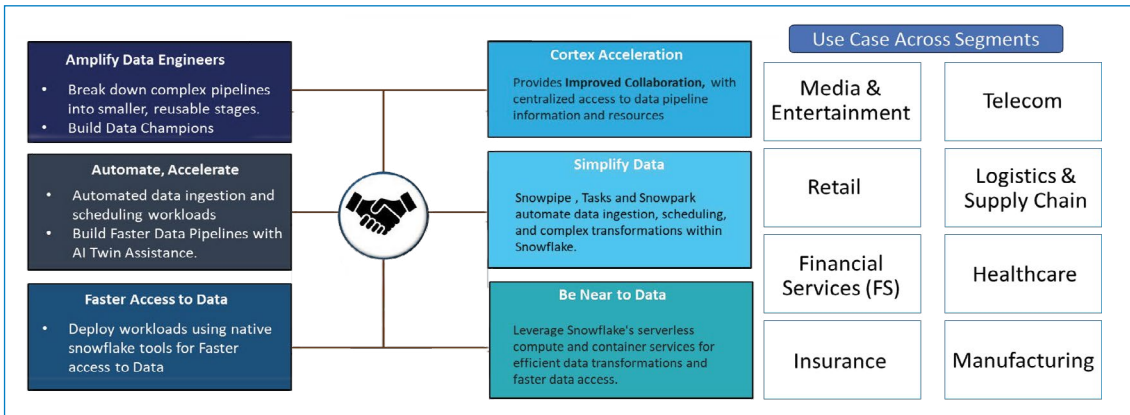 Amplify Data Engineers
• Break down complex pipelines
into smaller, reusable stages.
• Build Data Champions
Automate, Accelerate
• Automated data ingestion and
scheduling workloads
• Build Faster Data Pipelines with
AI Twin Assistance.
Faster Access to Data
• Deploy workloads using native
snowflake tools for Faster
access to Data
Cortex Acceleration
Provides Improved Collaboration, with
centralized access to data pipeline
information and resources
Simplify Data
Snowpipe , Tasks and Snowpark
automate data ingestion, scheduling,
and complex transformations within
Snowflake.
Be Near to Data
Leverage Snowflake's serverless
compute and container services for
efficient data transformations and
faster data access.
Use Case Across Segments
Media &
Entertainment
Telecom
Retail
Logistics &
Supply Chain
Financial
Services (FS)
Healthcare
Insurance
Manufacturing